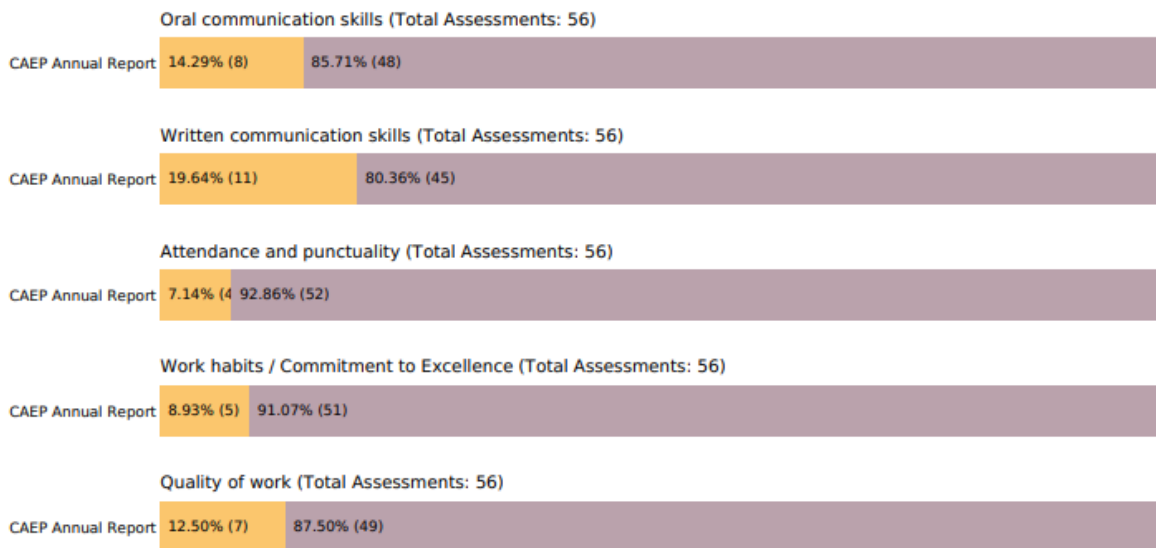 Oral communication skills (Total Assessments: 56)
CAEP Annual Report 14.29% (8) 85.71% (48)
Written communication skills (Total Assessments: 56)
CAEP Annual Report 19.64% (11) 80.36% (45)
Attendance and punctuality (Total Assessments: 56)
CAEP Annual Report 7.14% (4 92.86% (52)
Work habits / Commitment to Excellence (Total Assessments: 56)
CAEP Annual Report 8.93% (5) 91.07% (51)
Quality of work (Total Assessments: 56)
CAEP Annual Report 12.50% (7) 87.50% (49)